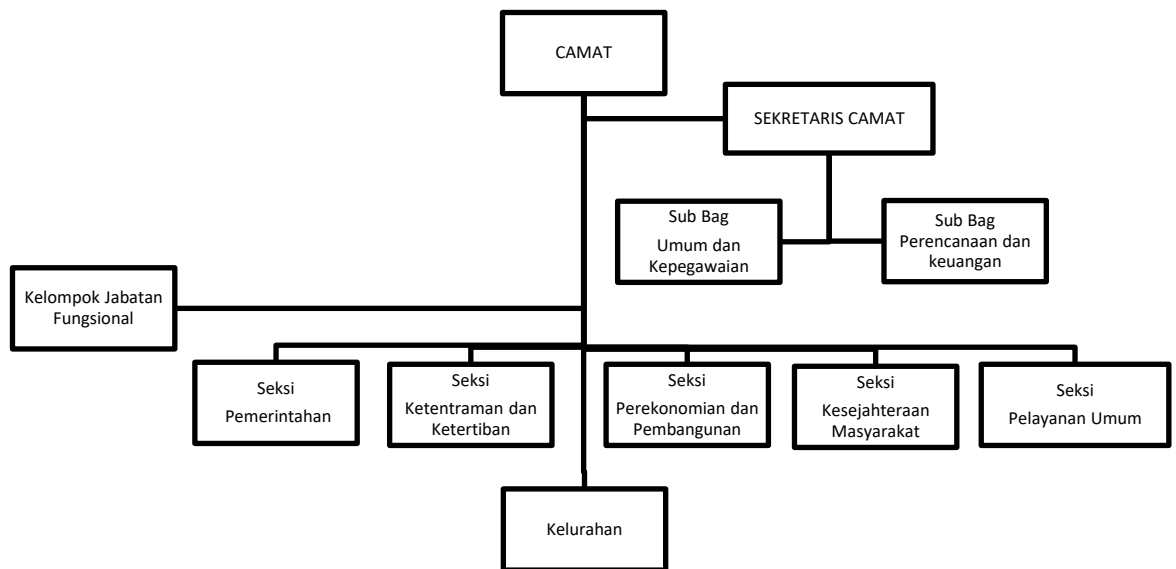 CAMAT
SEKRETARIS CAMAT
Sub Bag
Umum dan
Kepegawaian
Sub Bag
Perencanaan dan
keuangan
Kelompok Jabatan
Fungsional
Seksi
Pemerintahan
Seksi
Ketentraman dan
Ketertiban
Seksi
Perekonomian dan
Pembangunan
Seksi
Kesejahteraan
Masyarakat
Seksi
Pelayanan Umum
Kelurahan